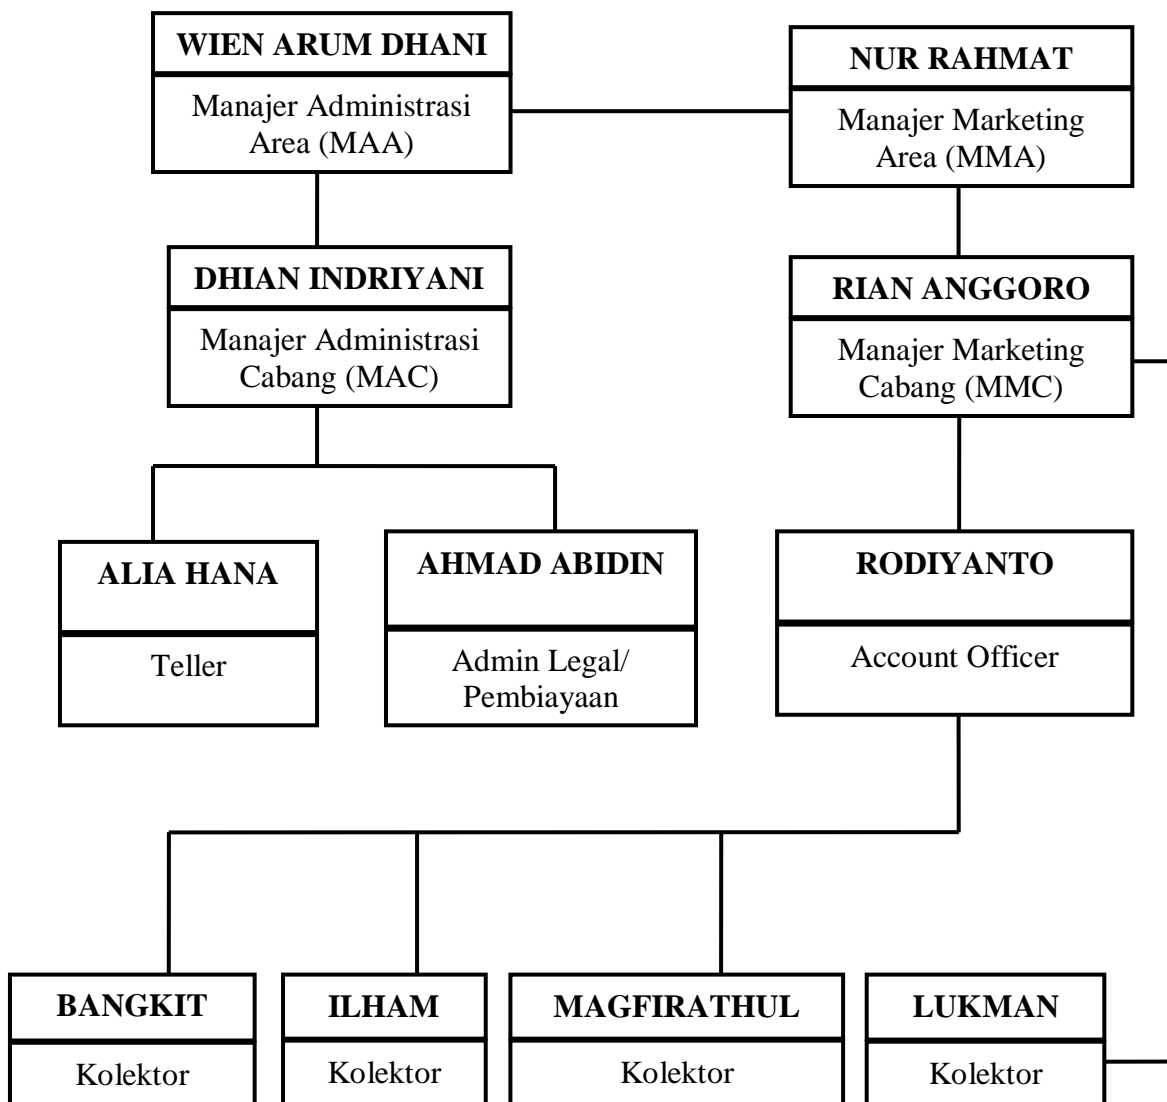 WIEN ARUM DHANI
Manajer Administrasi
Area (MAA)
NUR RAHMAT
Manajer Marketing
Area (MMA)
DHIAN INDRIYANI
Manajer Administrasi
Cabang (MAC)
RIAN ANGGORO
Manajer Marketing
Cabang (MMC)
ALIA HANA
Teller
AHMAD ABIDIN
Admin Legal/
Pembiayaan
RODIYANTO
Account Officer
BANGKIT
Kolektor
ILHAM
Kolektor
MAGFIRATHUL
Kolektor
LUKMAN
Kolektor